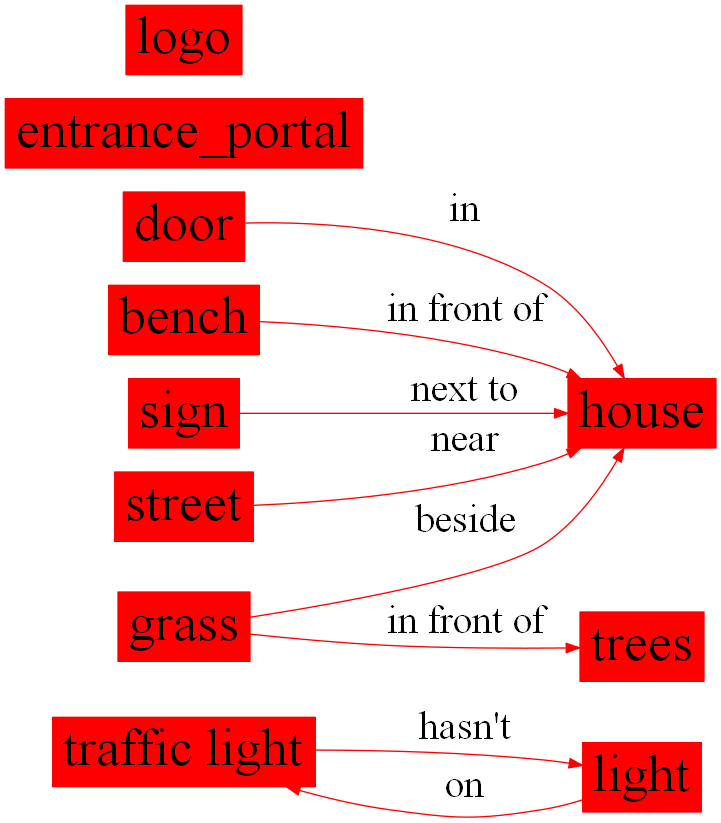 logo
entrance_portal
door
in
bench
in front of
sign
next to
house
street
near
grass
beside
in front of
trees
traffic light
hasn't
light
on